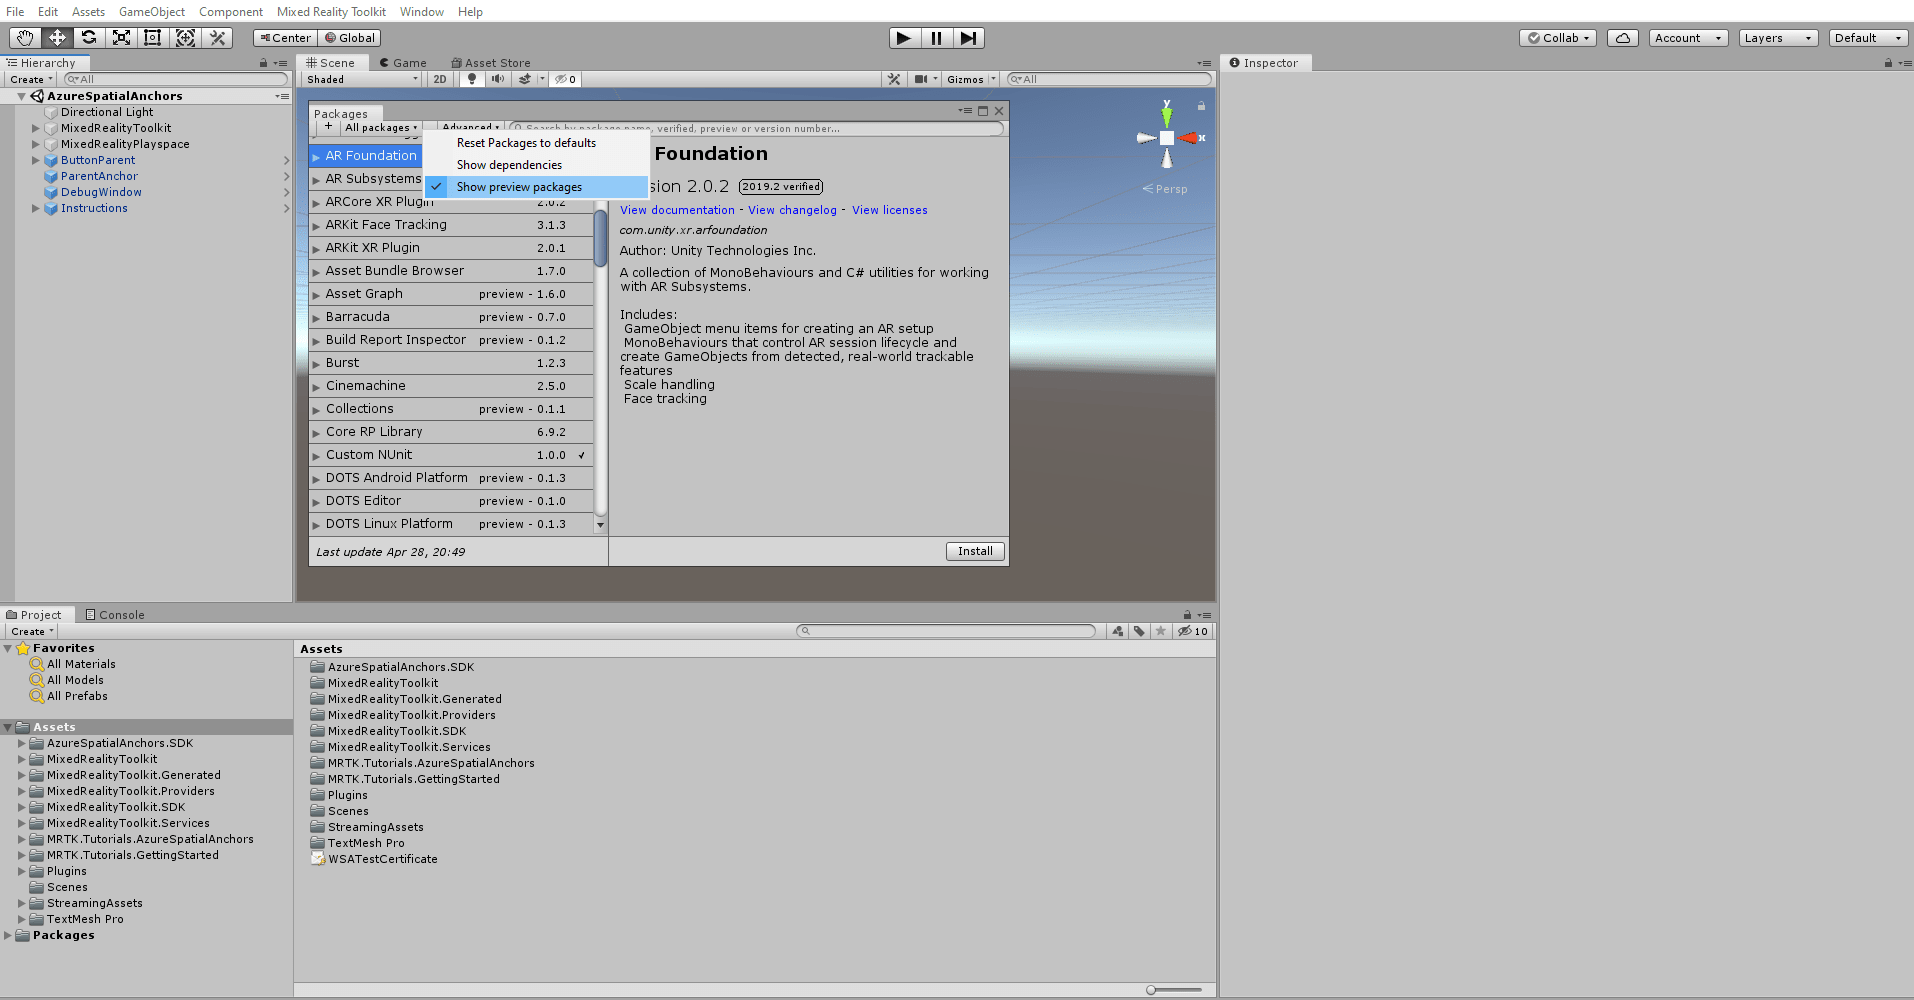 File Edit Assets GameObject Component Mixed Reality Toolkit Window Help
Center Global Collab Account Layers Default
Hierarchy
Create All
AzureSpatialAnchors
Directional Light
MixedRealityToolkit
MixedRealityPlayspace
ButtonParent
ParentAnchor
DebugWindow
Instructions
Scene Game Asset Store
Shaded 2D 0 Gizmos All
y
x
Persp
Packages
+ All packages Advanced Search by package name, verified, preview or version number...
Reset Packages to defaults
Show dependencies
Show preview packages
AR Foundation
AR Subsystems
ARCore XR Plugin 2.0.2
ARKit Face Tracking 3.1.3
ARKit XR Plugin 2.0.1
Asset Bundle Browser 1.7.0
Asset Graph preview - 1.6.0
Barracuda preview - 0.7.0
Build Report Inspector preview - 0.1.2
Burst 1.2.3
Cinemachine 2.5.0
Collections preview - 0.1.1
Core RP Library 6.9.2
Custom NUnit 1.0.0
DOTS Android Platform preview - 0.1.3
DOTS Editor preview - 0.1.0
DOTS Linux Platform preview - 0.1.3
Last update Apr 28, 20:49
Foundation
sion 2.0.2 2019.2 verified
View documentation - View changelog - View licenses
com.unity.xr.arfoundation
Author: Unity Technologies Inc.
A collection of MonoBehaviours and C# utilities for working
with AR Subsystems.
Includes:
GameObject menu items for creating an AR setup
MonoBehaviours that control AR session lifecycle and
create GameObjects from detected, real-world trackable
features
Scale handling
Face tracking
Install
Inspector
Project Console
Create 10
Favorites
All Materials
All Models
All Prefabs
Assets
AzureSpatialAnchors.SDK
MixedRealityToolkit
MixedRealityToolkit.Generated
MixedRealityToolkit.Providers
MixedRealityToolkit.SDK
MixedRealityToolkit.Services
MRTK.Tutorials.AzureSpatialAnchors
MRTK.Tutorials.GettingStarted
Plugins
Scenes
StreamingAssets
TextMesh Pro
Packages
Assets
AzureSpatialAnchors.SDK
MixedRealityToolkit
MixedRealityToolkit.Generated
MixedRealityToolkit.Providers
MixedRealityToolkit.SDK
MixedRealityToolkit.Services
MRTK.Tutorials.AzureSpatialAnchors
MRTK.Tutorials.GettingStarted
Plugins
Scenes
StreamingAssets
TextMesh Pro
WSATestCertificate